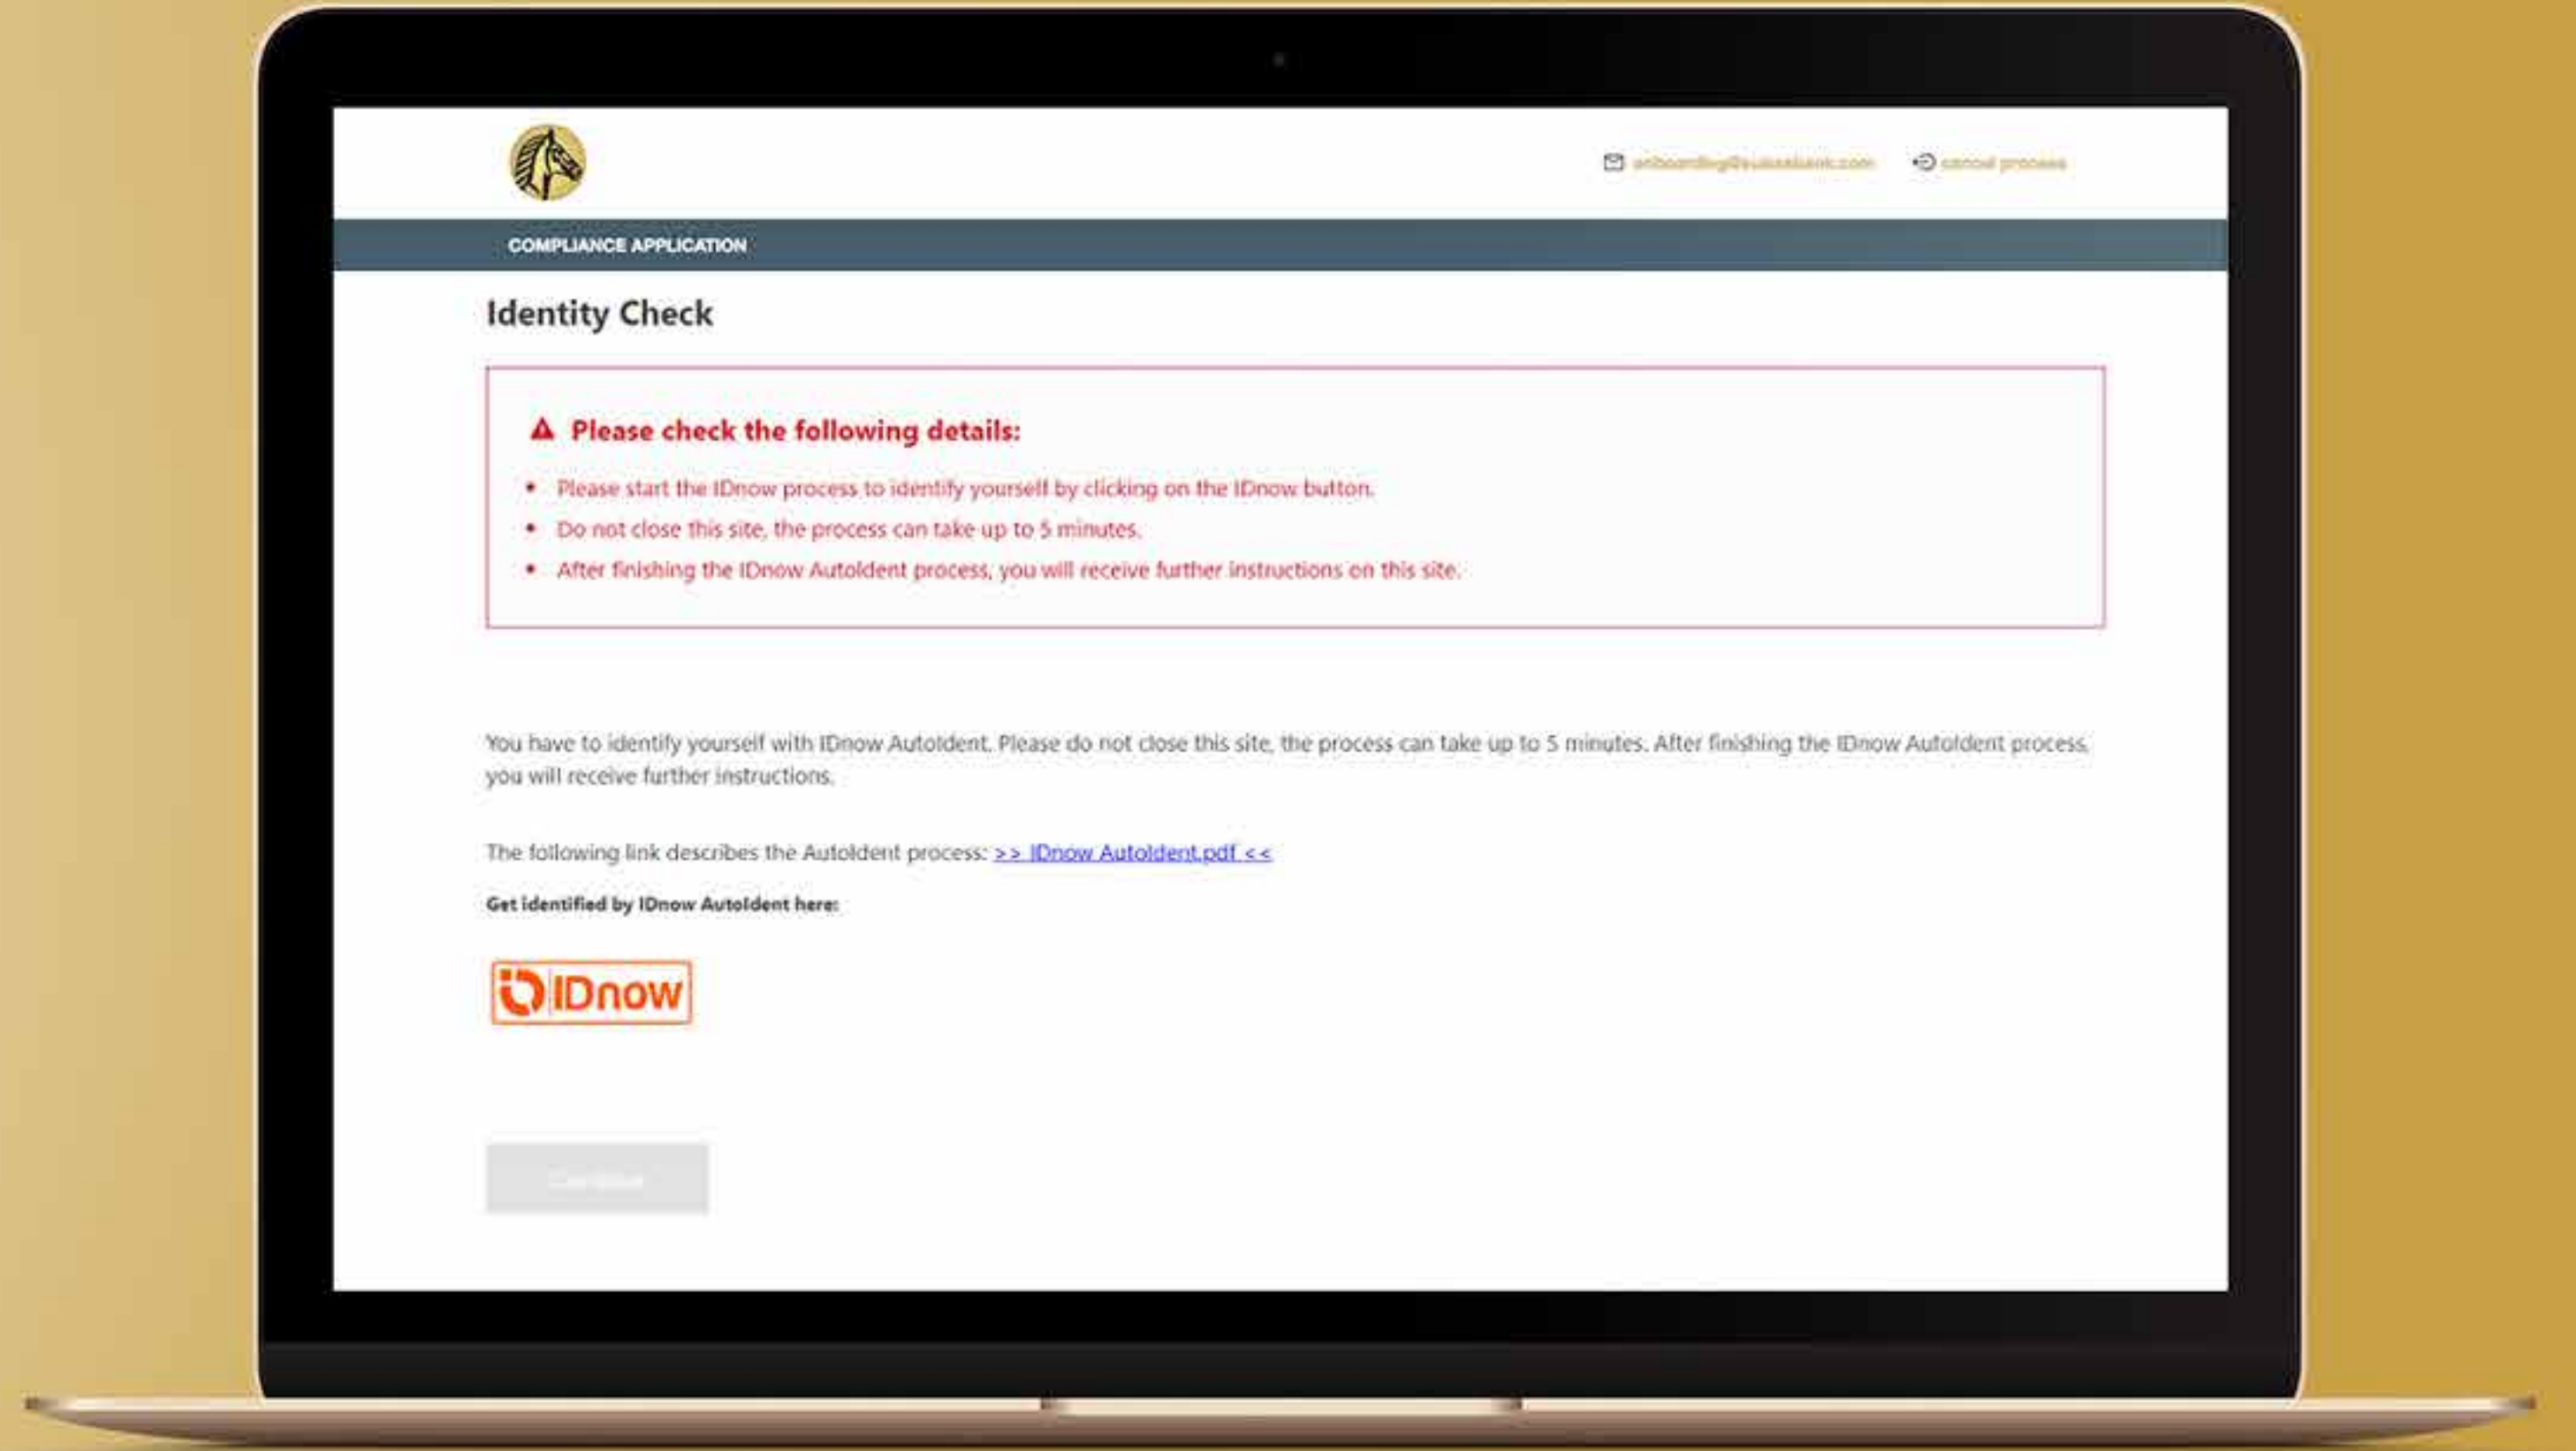 cancel process
COMPLIANCE APPLICATION
Identity Check
Please check the following details:
• Please start the IDnow process to identify yourself by clicking on the IDnow button.
• Do not close this site, the process can take up to 5 minutes.
• After finishing the IDnow AutoIdent process, you will receive further instructions on this site.
You have to identify yourself with IDnow AutoIdent. Please do not close this site, the process can take up to 5 minutes. After finishing the IDnow AutoIdent process,
you will receive further instructions.
The following link describes the AutoIdent process: >> IDnow AutoIdent.pdf <<
Get identified by IDnow AutoIdent here:
IDnow
Continue